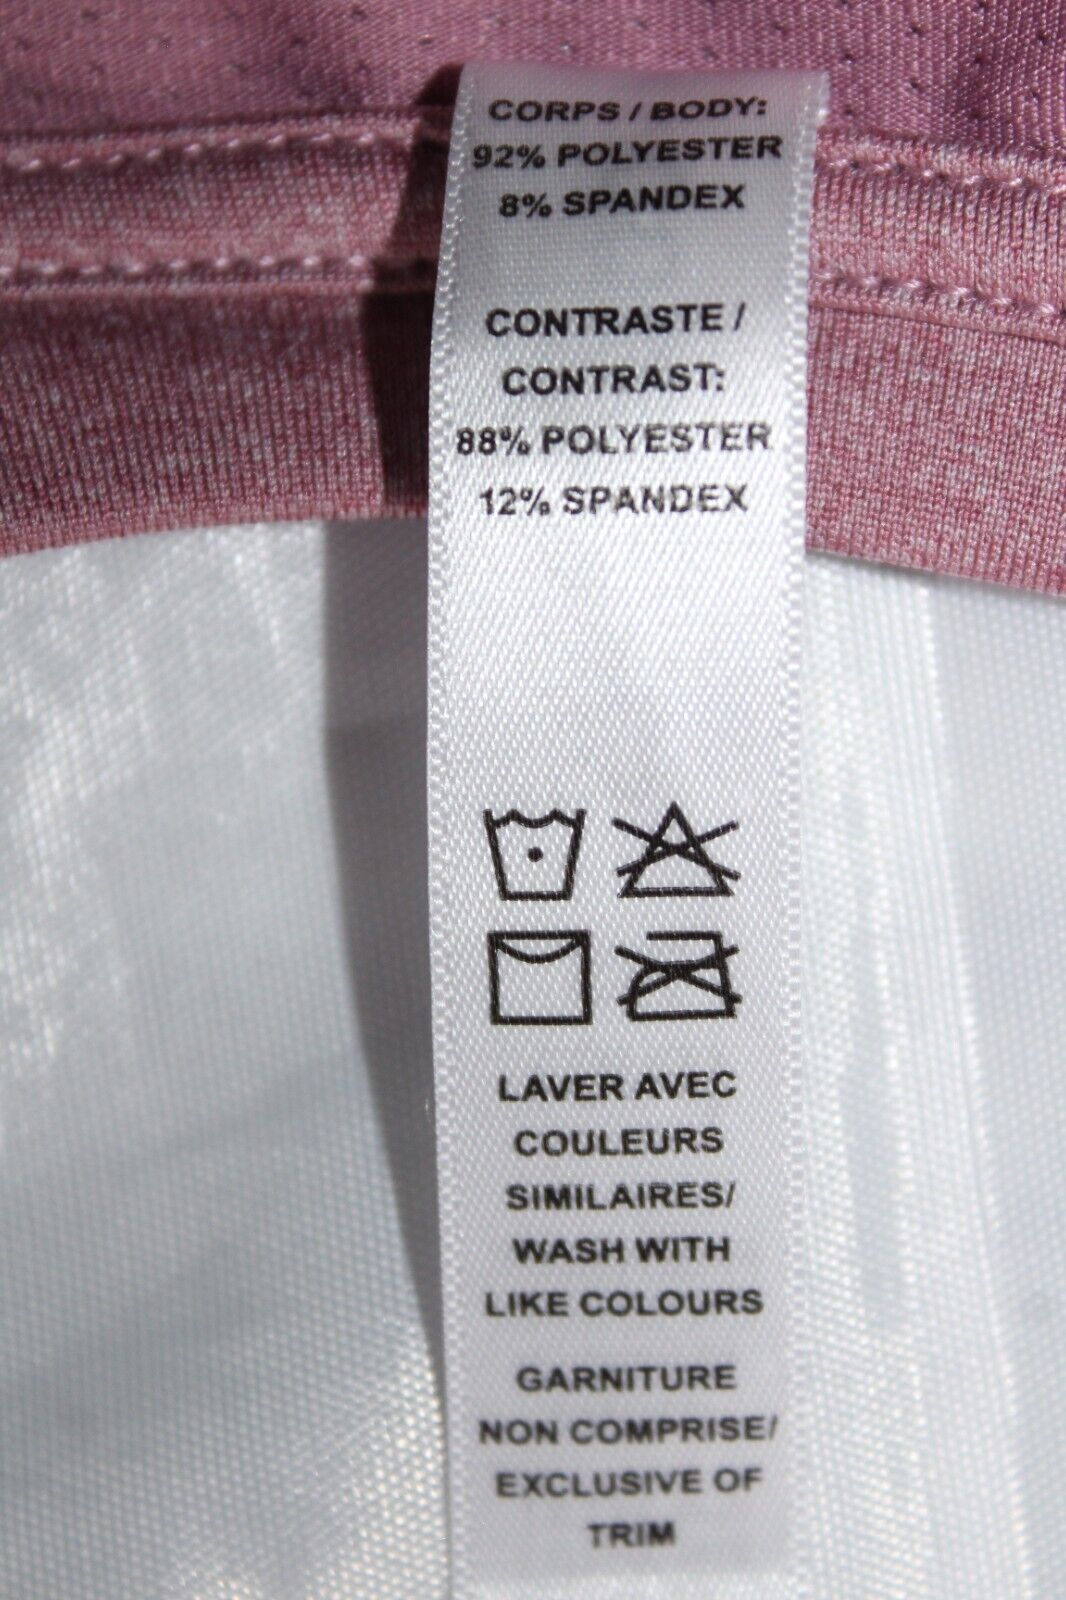 CORPS / BODY:
92% POLYESTER
8% SPANDEX
CONTRASTE /
CONTRAST:
88% POLYESTER
12% SPANDEX
LAVER AVEC
COULEURS
SIMILAIRES/
WASH WITH
LIKE COLOURS
GARNITURE
NON COMPRISE/
EXCLUSIVE OF
TRIM